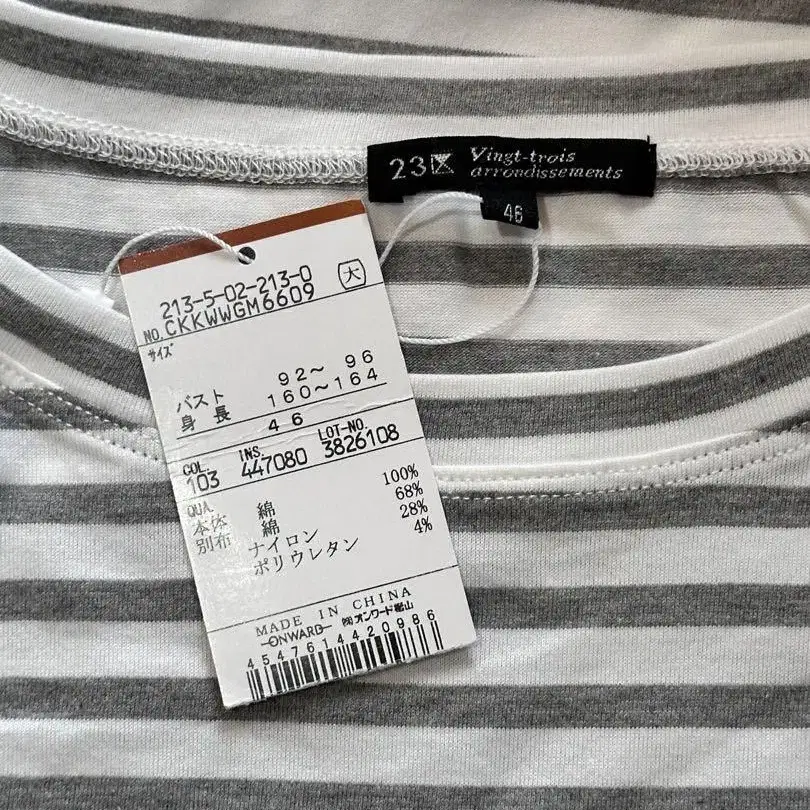 23区 Vingt-trois
arrondissements
46
213-5-02-213-0
NO. CKKWWGM6609
大
サイズ
バスト 92〜 96
身長 160〜164
46
COL. INS. LOT-NO.
103 447080 3826108
QUA.
本体 綿 100%
別布 綿 68%
ナイロン 28%
ポリウレタン 4%
MADE IN CHINA
ONWARD ㈱オンワード樫山
4547614420986